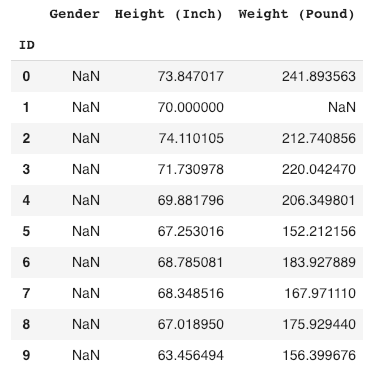 Gender Height (Inch) Weight (Pound)
ID
0 NaN 73.847017 241.893563
1 NaN 70.000000 NaN
2 NaN 74.110105 212.740856
3 NaN 71.730978 220.042470
4 NaN 69.881796 206.349801
5 NaN 67.253016 152.212156
6 NaN 68.785081 183.927889
7 NaN 68.348516 167.971110
8 NaN 67.018950 175.929440
9 NaN 63.456494 156.399676